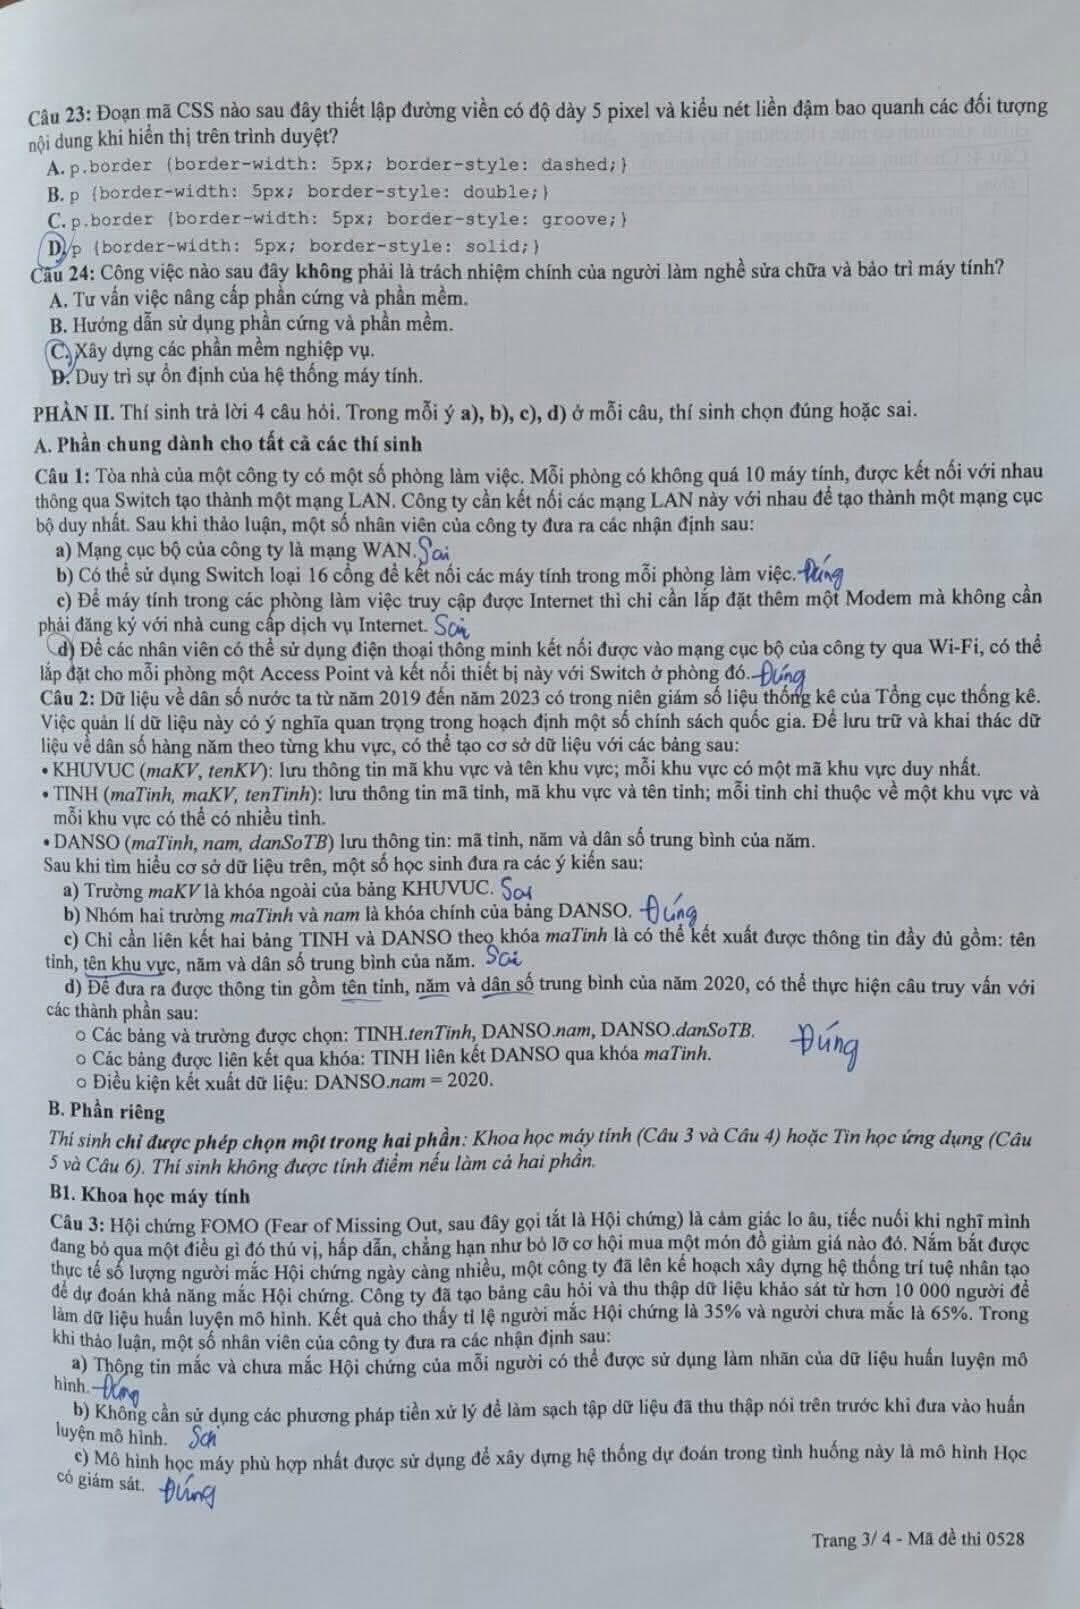 Câu 23: Đoạn mã CSS nào sau đây thiết lập đường viền có độ dày 5 pixel và kiểu nét liền đậm bao quanh các đối tượng
nội dung khi hiển thị trên trình duyệt?
A. p.border {border-width: 5px; border-style: dashed;}
B. p {border-width: 5px; border-style: double;}
C. p.border {border-width: 5px; border-style: groove;}
D. p {border-width: 5px; border-style: solid;}
Câu 24: Công việc nào sau đây không phải là trách nhiệm chính của người làm nghề sửa chữa và bảo trì máy tính?
A. Tư vấn việc nâng cấp phần cứng và phần mềm.
B. Hướng dẫn sử dụng phần cứng và phần mềm.
C. Xây dựng các phần mềm nghiệp vụ.
D. Duy trì sự ổn định của hệ thống máy tính.
PHẦN II. Thí sinh trả lời 4 câu hỏi. Trong mỗi ý a), b), c), d) ở mỗi câu, thí sinh chọn đúng hoặc sai.
A. Phần chung dành cho tất cả các thí sinh
Câu 1: Tòa nhà của một công ty có một số phòng làm việc. Mỗi phòng có không quá 10 máy tính, được kết nối với nhau
thông qua Switch tạo thành một mạng LAN. Công ty cần kết nối các mạng LAN này với nhau để tạo thành một mạng cục
bộ duy nhất. Sau khi thảo luận, một số nhân viên của công ty đưa ra các nhận định sau:
a) Mạng cục bộ của công ty là mạng WAN. Sai
b) Có thể sử dụng Switch loại 16 cổng để kết nối các máy tính trong mỗi phòng làm việc. Đúng
c) Để máy tính trong các phòng làm việc truy cập được Internet thì chỉ cần lắp đặt thêm một Modem mà không cần
phải đăng ký với nhà cung cấp dịch vụ Internet. Sai
d) Để các nhân viên có thể sử dụng điện thoại thông minh kết nối được vào mạng cục bộ của công ty qua Wi-Fi, có thể
lắp đặt cho mỗi phòng một Access Point và kết nối thiết bị này với Switch ở phòng đó. Đúng
Câu 2: Dữ liệu về dân số nước ta từ năm 2019 đến năm 2023 có trong niên giám số liệu thống kê của Tổng cục thống kê.
Việc quản lí dữ liệu này có ý nghĩa quan trọng trong hoạch định một số chính sách quốc gia. Để lưu trữ và khai thác dữ
liệu về dân số hàng năm theo từng khu vực, có thể tạo cơ sở dữ liệu với các bảng sau:
• KHUVUC (maKV, tenKV): lưu thông tin mã khu vực và tên khu vực; mỗi khu vực có một mã khu vực duy nhất.
• TINH (maTinh, maKV, tenTinh): lưu thông tin mã tỉnh, mã khu vực và tên tỉnh; mỗi tỉnh chỉ thuộc về một khu vực và
mỗi khu vực có thể có nhiều tỉnh.
• DANSO (maTinh, nam, danSoTB) lưu thông tin: mã tỉnh, năm và dân số trung bình của năm.
Sau khi tìm hiểu cơ sở dữ liệu trên, một số học sinh đưa ra các ý kiến sau:
a) Trường maKV là khóa ngoài của bảng KHUVUC. Sai
b) Nhóm hai trường maTinh và nam là khóa chính của bảng DANSO. Đúng
c) Chỉ cần liên kết hai bảng TINH và DANSO theo khóa maTinh là có thể kết xuất được thông tin đầy đủ gồm: tên
tỉnh, tên khu vực, năm và dân số trung bình của năm. Sai
d) Để đưa ra được thông tin gồm tên tỉnh, năm và dân số trung bình của năm 2020, có thể thực hiện câu truy vấn với
các thành phần sau:
○ Các bảng và trường được chọn: TINH.tenTinh, DANSO.nam, DANSO.danSoTB.
○ Các bảng được liên kết qua khóa: TINH liên kết DANSO qua khóa maTinh. Đúng
○ Điều kiện kết xuất dữ liệu: DANSO.nam = 2020.
B. Phần riêng
Thí sinh chỉ được phép chọn một trong hai phần: Khoa học máy tính (Câu 3 và Câu 4) hoặc Tin học ứng dụng (Câu
5 và Câu 6). Thí sinh không được tính điểm nếu làm cả hai phần.
B1. Khoa học máy tính
Câu 3: Hội chứng FOMO (Fear of Missing Out, sau đây gọi tắt là Hội chứng) là cảm giác lo âu, tiếc nuối khi nghĩ mình
đang bỏ qua một điều gì đó thú vị, hấp dẫn, chẳng hạn như bỏ lỡ cơ hội mua một món đồ giảm giá nào đó. Nắm bắt được
thực tế số lượng người mắc Hội chứng ngày càng nhiều, một công ty đã lên kế hoạch xây dựng hệ thống trí tuệ nhân tạo
để dự đoán khả năng mắc Hội chứng. Công ty đã tạo bảng câu hỏi và thu thập dữ liệu khảo sát từ hơn 10 000 người để
làm dữ liệu huấn luyện mô hình. Kết quả cho thấy tỉ lệ người mắc Hội chứng là 35% và người chưa mắc là 65%. Trong
khi thảo luận, một số nhân viên của công ty đưa ra các nhận định sau:
a) Thông tin mắc và chưa mắc Hội chứng của mỗi người có thể được sử dụng làm nhãn của dữ liệu huấn luyện mô
hình. Đúng
b) Không cần sử dụng các phương pháp tiền xử lý để làm sạch tập dữ liệu đã thu thập nói trên trước khi đưa vào huấn
luyện mô hình. Sai
c) Mô hình học máy phù hợp nhất được sử dụng để xây dựng hệ thống dự đoán trong tình huống này là mô hình Học
có giám sát. Đúng
Trang 3/ 4 - Mã đề thi 0528